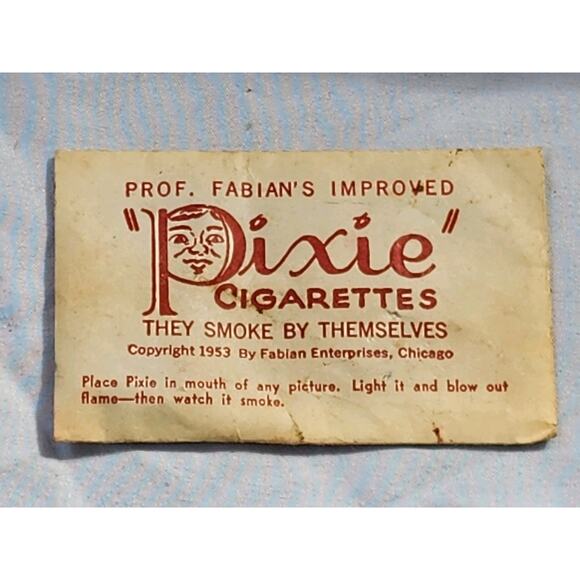 PROF. FABIAN'S IMPROVED
"Pixie"
CIGARETTES
THEY SMOKE BY THEMSELVES
Copyright 1953 By Fabian Enterprises, Chicago
Place Pixie in mouth of any picture. Light it and blow out
flame—then watch it smoke.